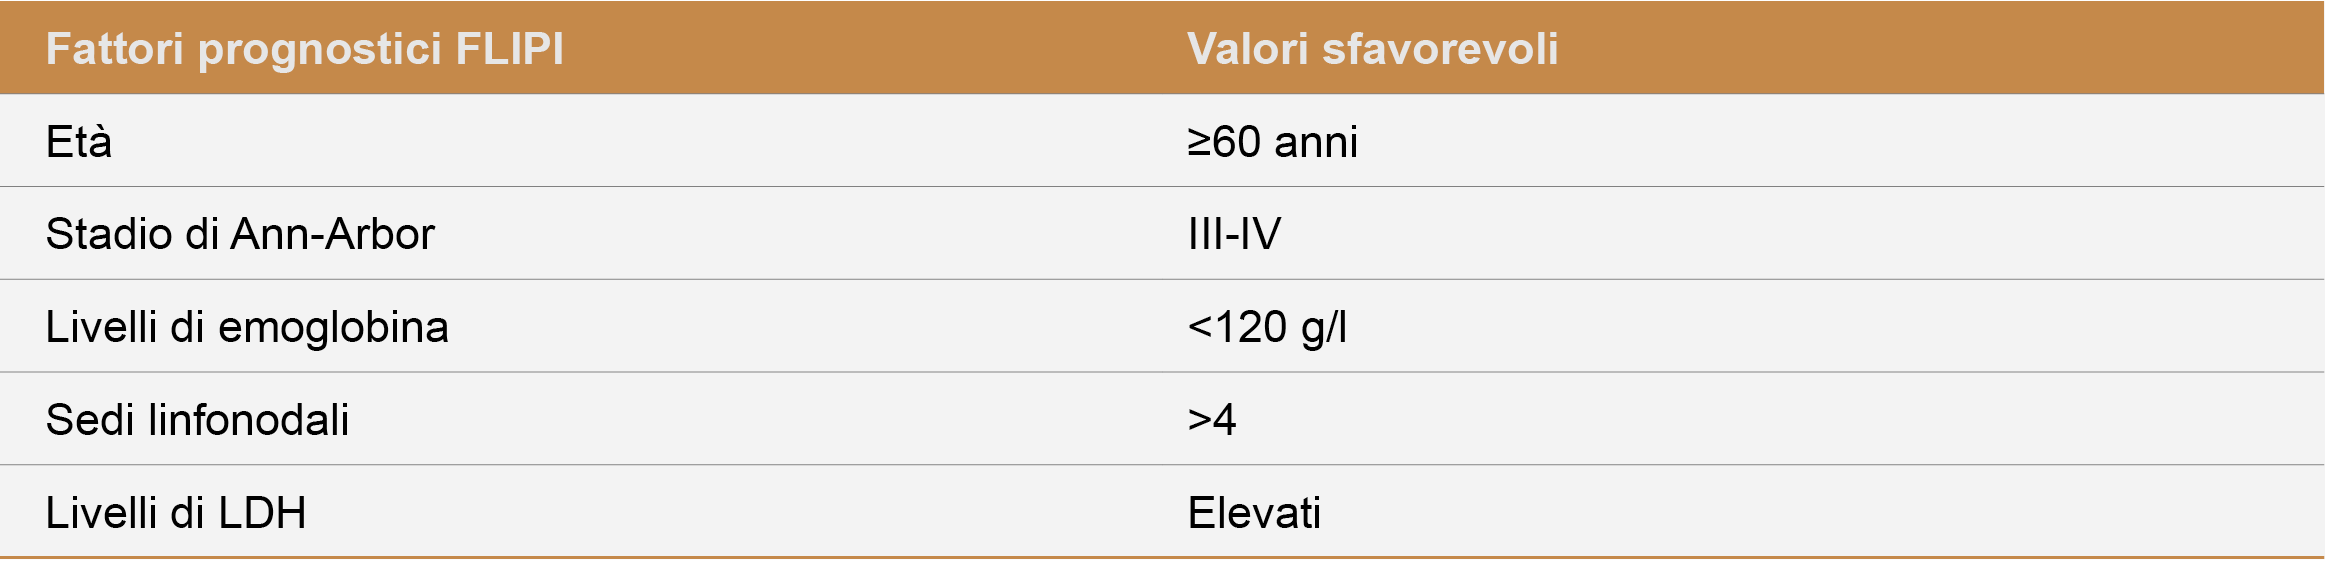 Fattori prognostici FLIPI Valori sfavorevoli
Età ≥60 anni
Stadio di Ann-Arbor III-IV
Livelli di emoglobina <120 g/l
Sedi linfonodali >4
Livelli di LDH Elevati